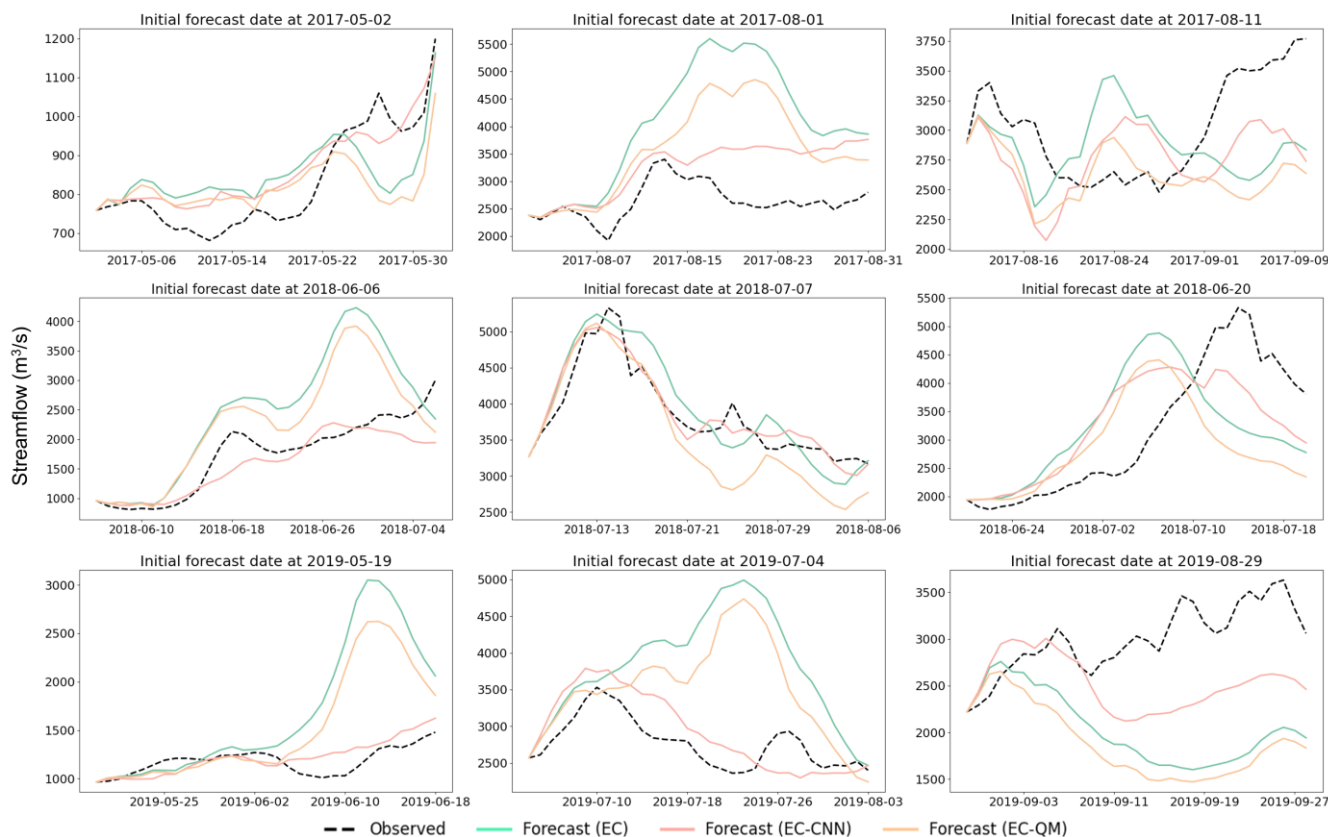 Initial forecast date at 2017-05-02
Initial forecast date at 2017-08-01
Initial forecast date at 2017-08-11
1200
1100
1000
900
800
700
2017-05-06 2017-05-14 2017-05-22 2017-05-30
5500
5000
4500
4000
3500
3000
2500
2000
2017-08-07 2017-08-15 2017-08-23 2017-08-31
3750
3500
3250
3000
2750
2500
2250
2000
2017-08-16 2017-08-24 2017-09-01 2017-09-09
Streamflow (m³/s)
Initial forecast date at 2018-06-06
Initial forecast date at 2018-07-07
Initial forecast date at 2018-06-20
4000
3500
3000
2500
2000
1500
1000
2018-06-10 2018-06-18 2018-06-26 2018-07-04
5000
4500
4000
3500
3000
2500
2018-07-13 2018-07-21 2018-07-29 2018-08-06
5500
5000
4500
4000
3500
3000
2500
2000
2018-06-24 2018-07-02 2018-07-10 2018-07-18
Initial forecast date at 2019-05-19
Initial forecast date at 2019-07-04
Initial forecast date at 2019-08-29
3000
2500
2000
1500
1000
2019-05-25 2019-06-02 2019-06-10 2019-06-18
5000
4500
4000
3500
3000
2500
2019-07-10 2019-07-18 2019-07-26 2019-08-03
3500
3000
2500
2000
1500
2019-09-03 2019-09-11 2019-09-19 2019-09-27
Observed Forecast (EC) Forecast (EC-CNN) Forecast (EC-QM)